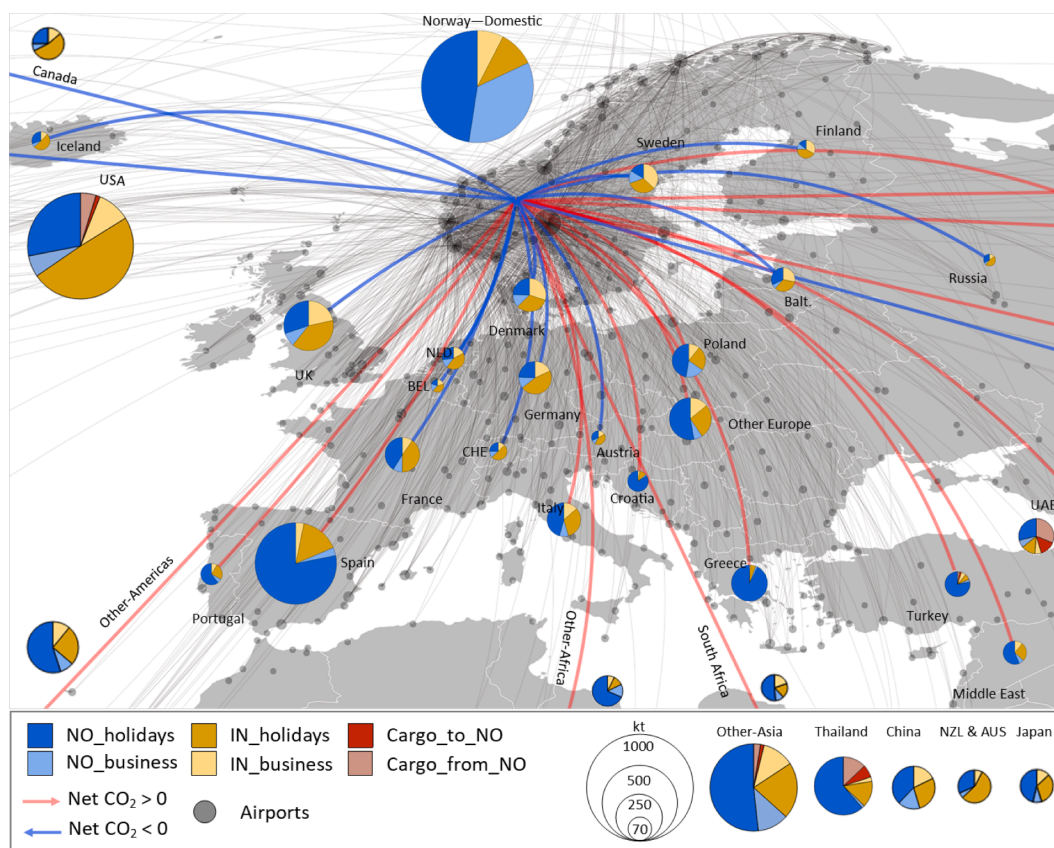 Norway—Domestic
Canada
Iceland
Finland
Sweden
USA
Russia
Balt.
Denmark
NLD
Poland
UK
BEL
Germany
Other Europe
CHE
Austria
France
Croatia
Italy
UAE
Spain
Greece
Portugal
Turkey
Other-Americas
Other-Africa
South Africa
Middle East
NO_holidays
IN_holidays
Cargo_to_NO
NO_business
IN_business
Cargo_from_NO
Net CO₂ > 0
Net CO₂ < 0
Airports
kt
1000
500
250
70
Other-Asia
Thailand
China
NZL & AUS
Japan